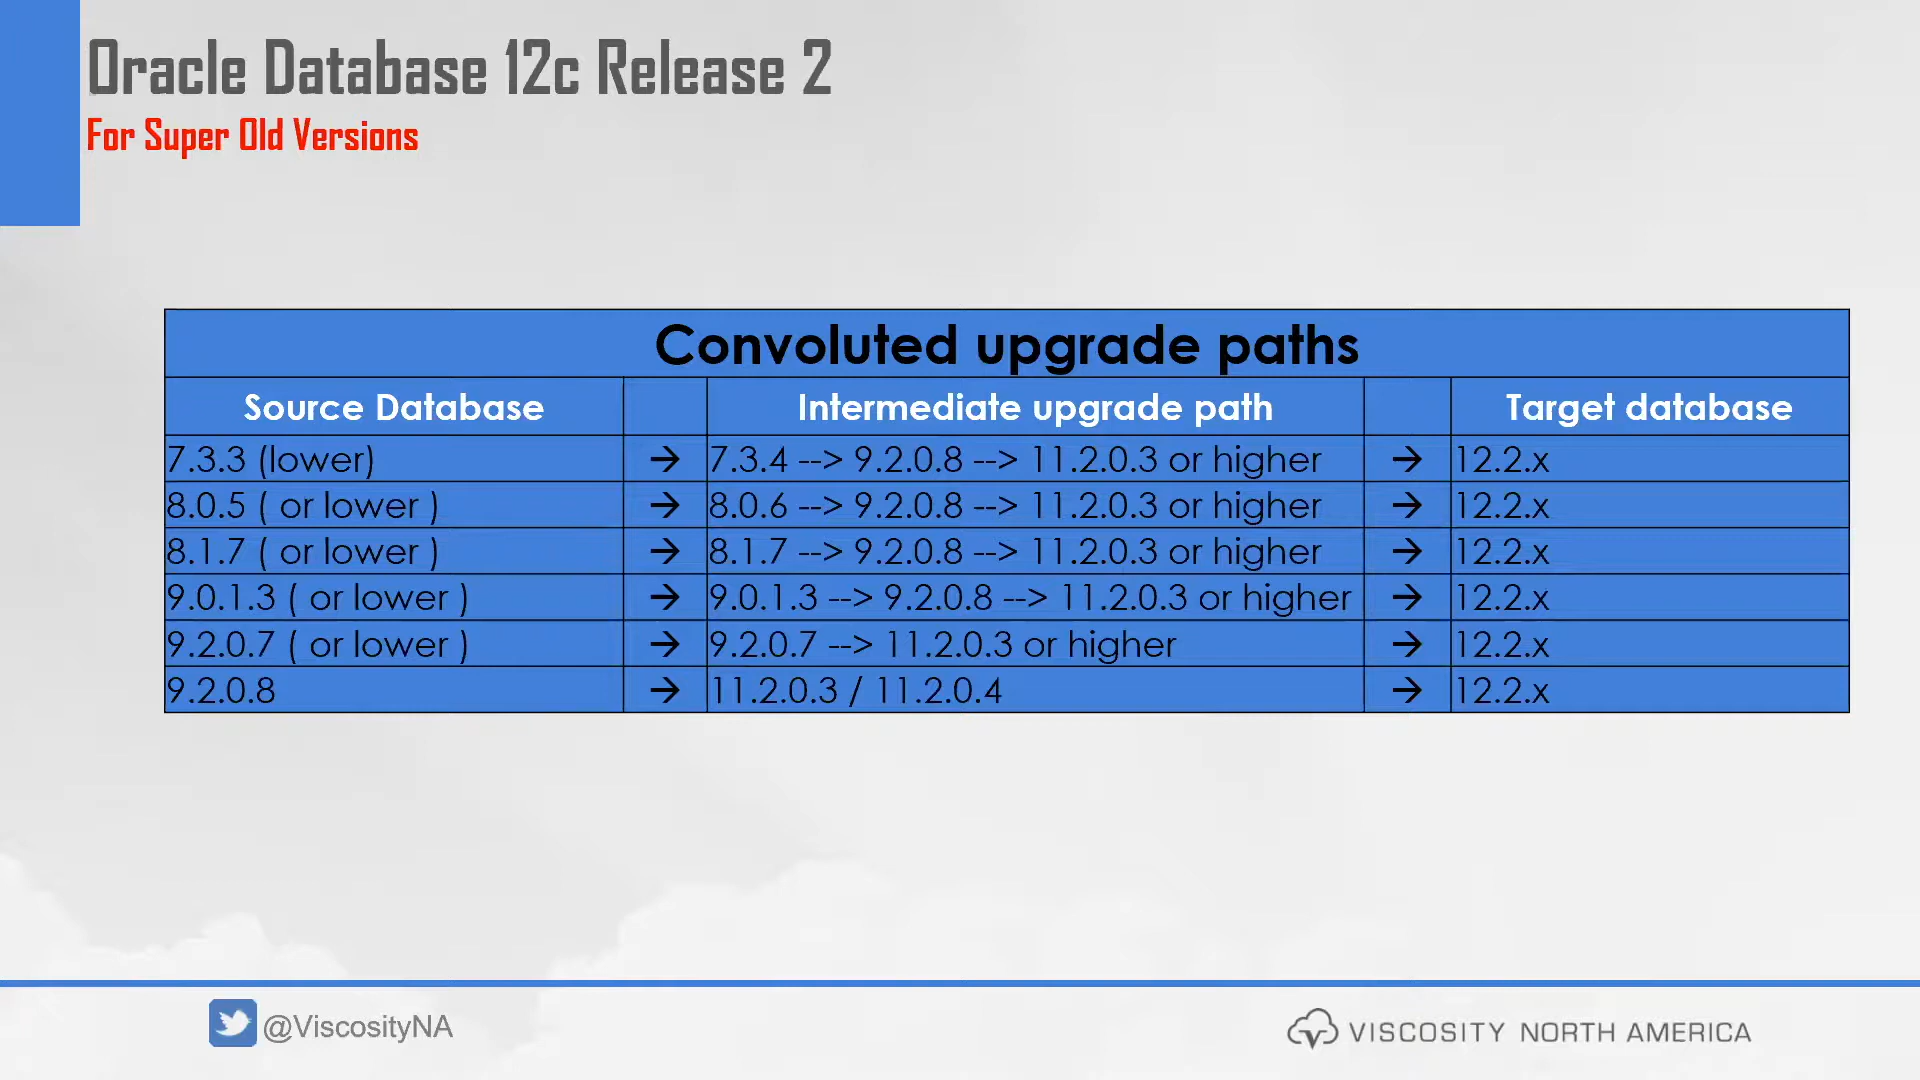 Oracle Database 12c Release 2
For Super Old Versions
Convoluted upgrade paths
Source Database Intermediate upgrade path Target database
7.3.3 (lower) → 7.3.4 --> 9.2.0.8 --> 11.2.0.3 or higher → 12.2.x
8.0.5 ( or lower ) → 8.0.6 --> 9.2.0.8 --> 11.2.0.3 or higher → 12.2.x
8.1.7 ( or lower ) → 8.1.7 --> 9.2.0.8 --> 11.2.0.3 or higher → 12.2.x
9.0.1.3 ( or lower ) → 9.0.1.3 --> 9.2.0.8 --> 11.2.0.3 or higher → 12.2.x
9.2.0.7 ( or lower ) → 9.2.0.7 --> 11.2.0.3 or higher → 12.2.x
9.2.0.8 → 11.2.0.3 / 11.2.0.4 → 12.2.x
@ViscosityNA
VISCOSITY NORTH AMERICA